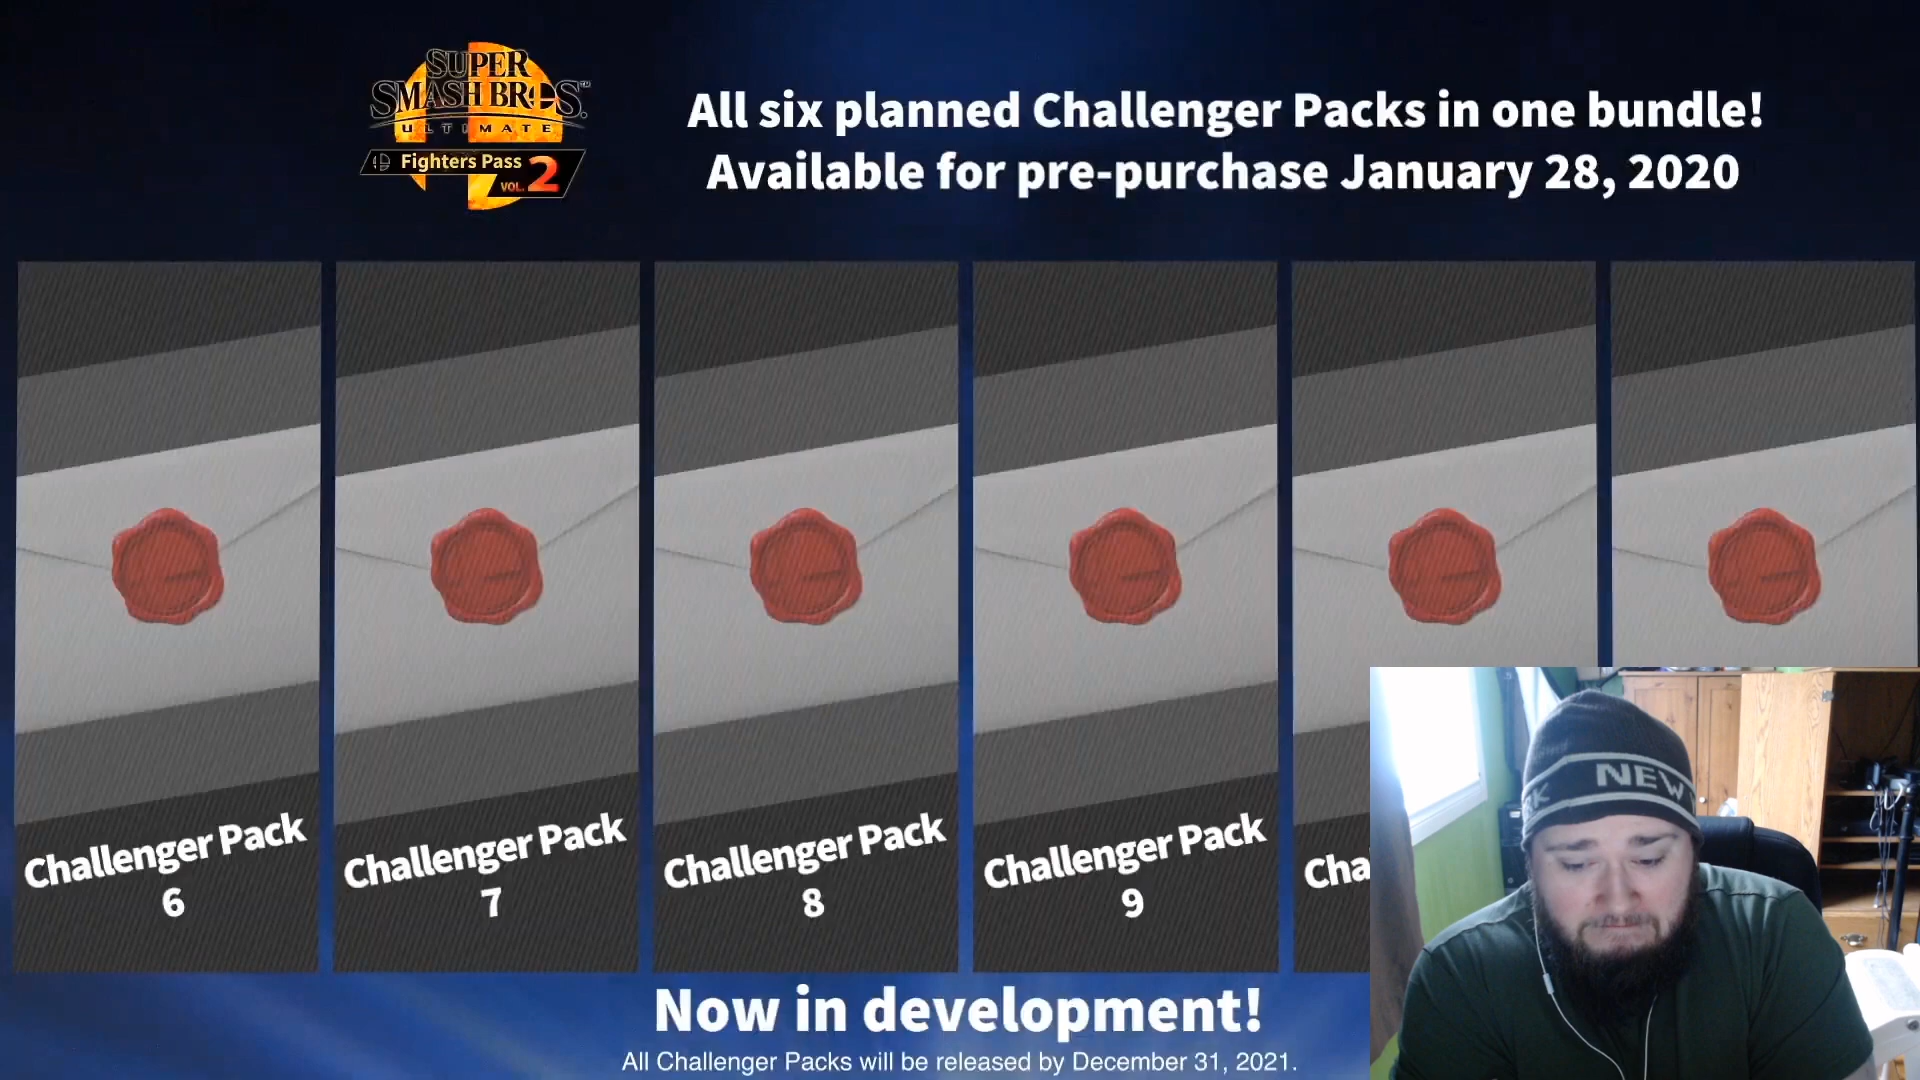 SUPER
SMASH BROS.™
ULTIMATE
Fighters Pass
VOL. 2
All six planned Challenger Packs in one bundle!
Available for pre-purchase January 28, 2020
Challenger Pack
6
Challenger Pack
7
Challenger Pack
8
Challenger Pack
9
Cha
NEW
RK
Now in development!
All Challenger Packs will be released by December 31, 2021.